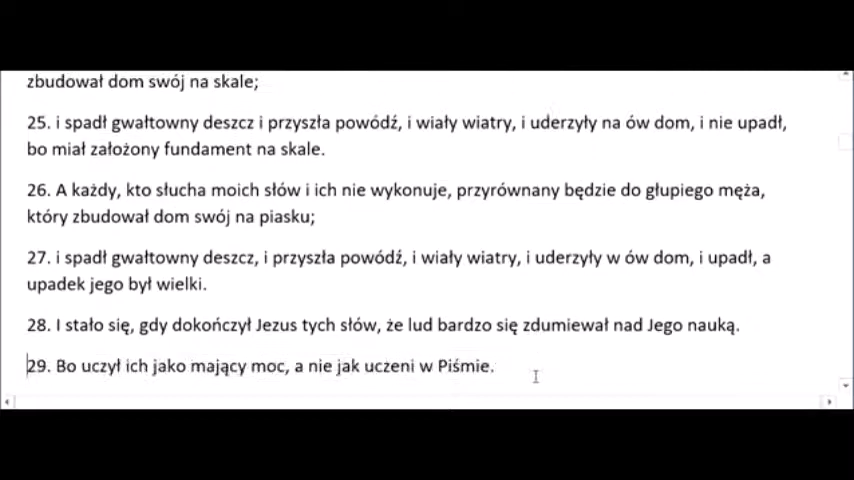 zbudował dom swój na skale;
25. i spadł gwałtowny deszcz i przyszła powódź, i wiały wiatry, i uderzyły na ów dom, i nie upadł,
bo miał założony fundament na skale.
26. A każdy, kto słucha moich słów i ich nie wykonuje, przyrównany będzie do głupiego męża,
który zbudował dom swój na piasku;
27. i spadł gwałtowny deszcz, i przyszła powódź, i wiały wiatry, i uderzyły w ów dom, i upadł, a
upadek jego był wielki.
28. I stało się, gdy dokończył Jezus tych słów, że lud bardzo się zdumiewał nad Jego nauką.
29. Bo uczył ich jako mający moc, a nie jak uczeni w Piśmie.